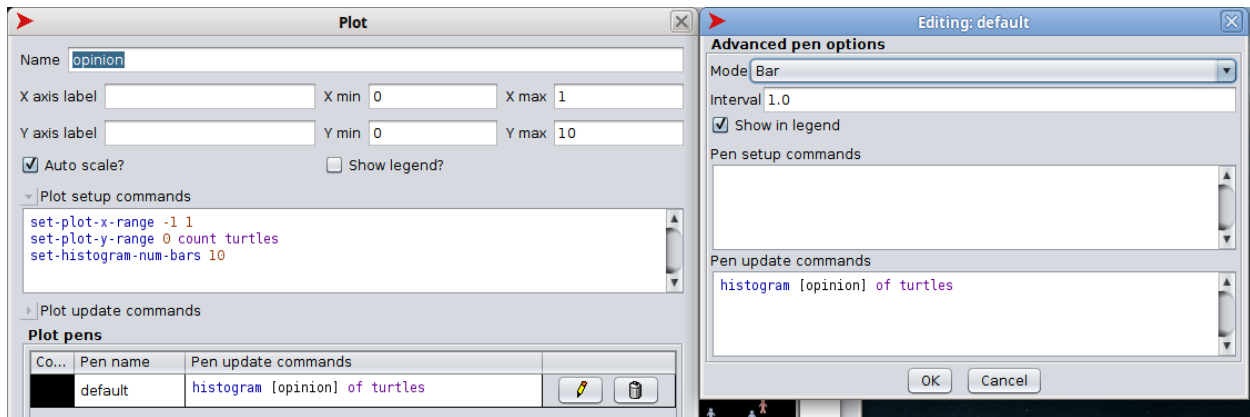 Plot
Name opinion
X axis label X min 0 X max 1
Y axis label Y min 0 Y max 10
Auto scale? Show legend?
Plot setup commands
set-plot-x-range -1 1
set-plot-y-range 0 count turtles
set-histogram-num-bars 10
Plot update commands
Plot pens
Co... Pen name Pen update commands
default histogram [opinion] of turtles
Editing: default
Advanced pen options
Mode Bar
Interval 1.0
Show in legend
Pen setup commands
Pen update commands
histogram [opinion] of turtles
OK Cancel